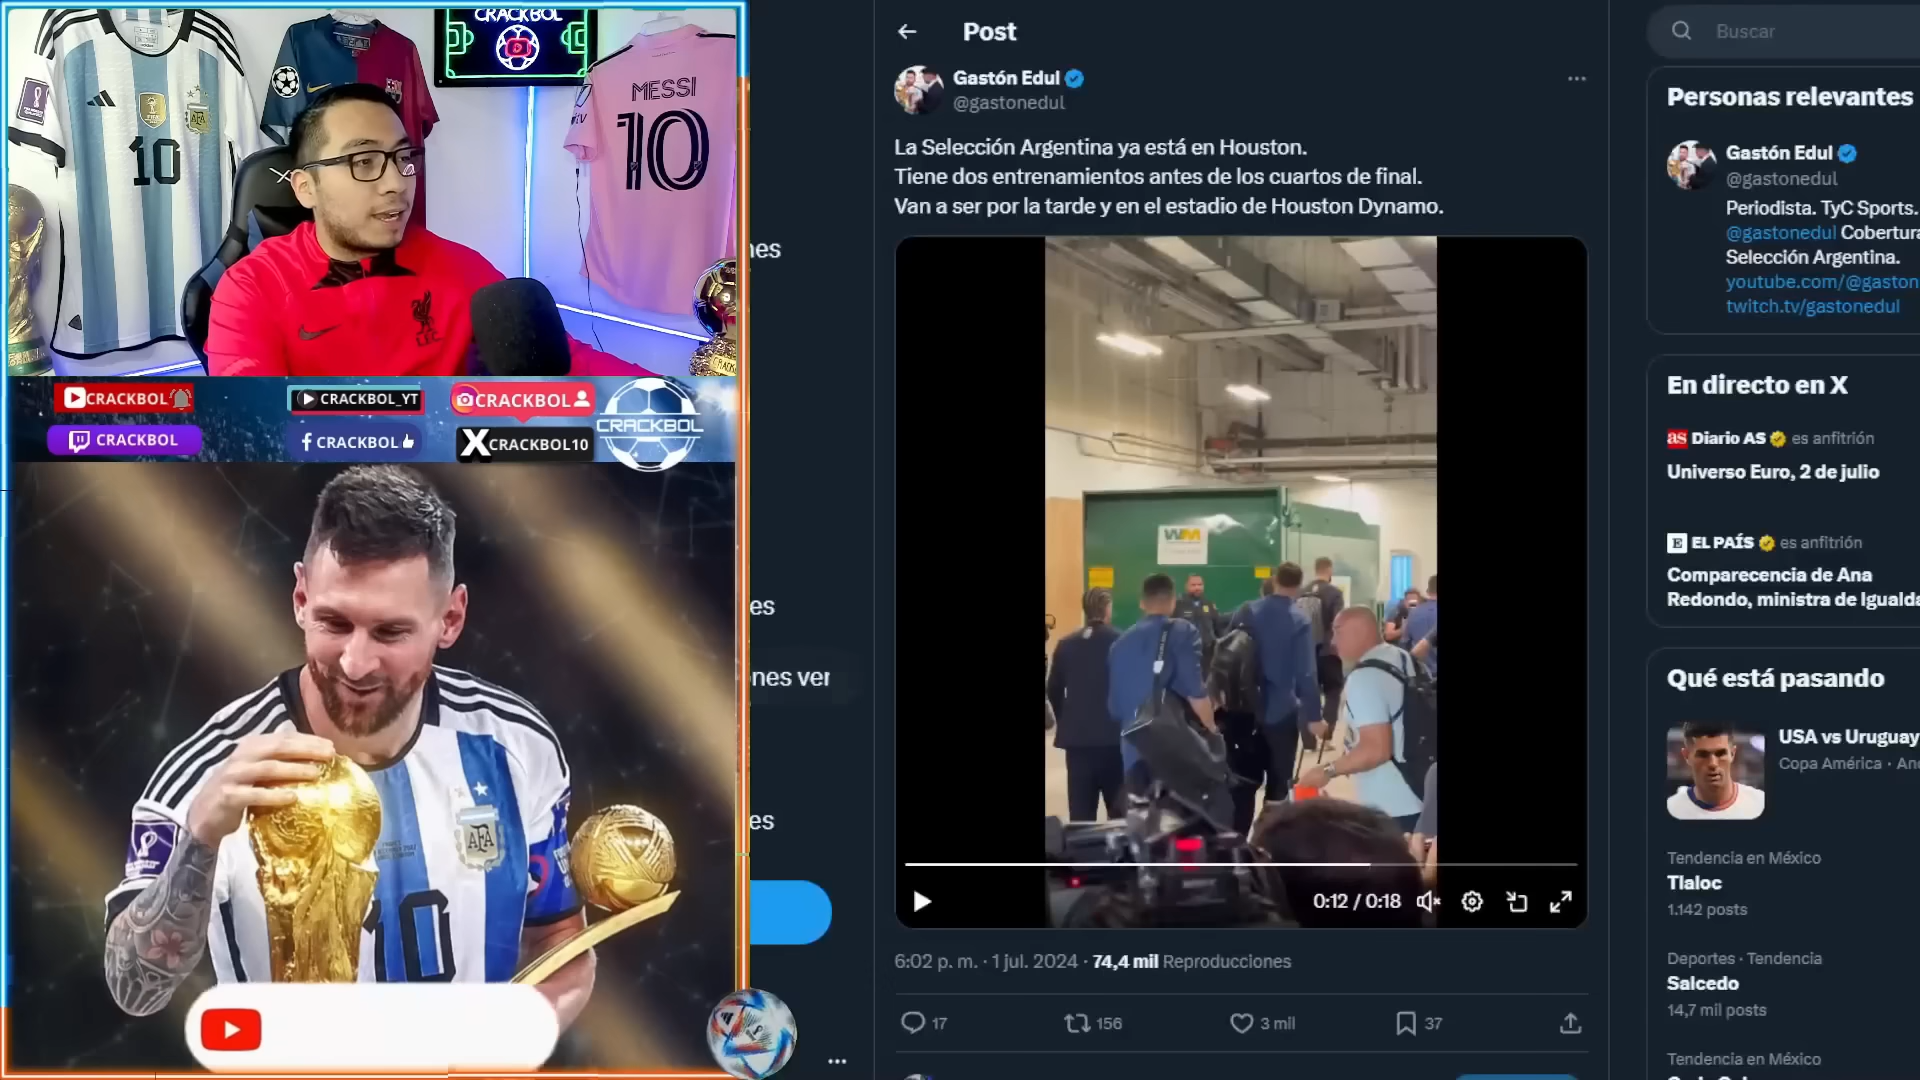 CRACKBOL
10
MESSI
10
CRACKBOL
CRACKBOL_YT
CRACKBOL
CRACKBOL
CRACKBOL
CRACKBOL10
CRACKBOL
AFA
10
nes
es
nes ver
es
Post
Gastón Edul
@gastonedul
La Selección Argentina ya está en Houston.
Tiene dos entrenamientos antes de los cuartos de final.
Van a ser por la tarde y en el estadio de Houston Dynamo.
WM
0:12 / 0:18
6:02 p. m. · 1 jul. 2024 · 74,4 mil Reproducciones
17
156
3 mil
37
Buscar
Personas relevantes
Gastón Edul
@gastonedul
Periodista. TyC Sports.
@gastonedul Cobertura
Selección Argentina.
youtube.com/@gaston
twitch.tv/gastonedul
En directo en X
as Diario AS es anfitrión
Universo Euro, 2 de julio
E EL PAÍS es anfitrión
Comparecencia de Ana
Redondo, ministra de Iguald
Qué está pasando
USA vs Uruguay
Copa América · An
Tendencia en México
Tlaloc
1.142 posts
Deportes · Tendencia
Salcedo
14,7 mil posts
Tendencia en México